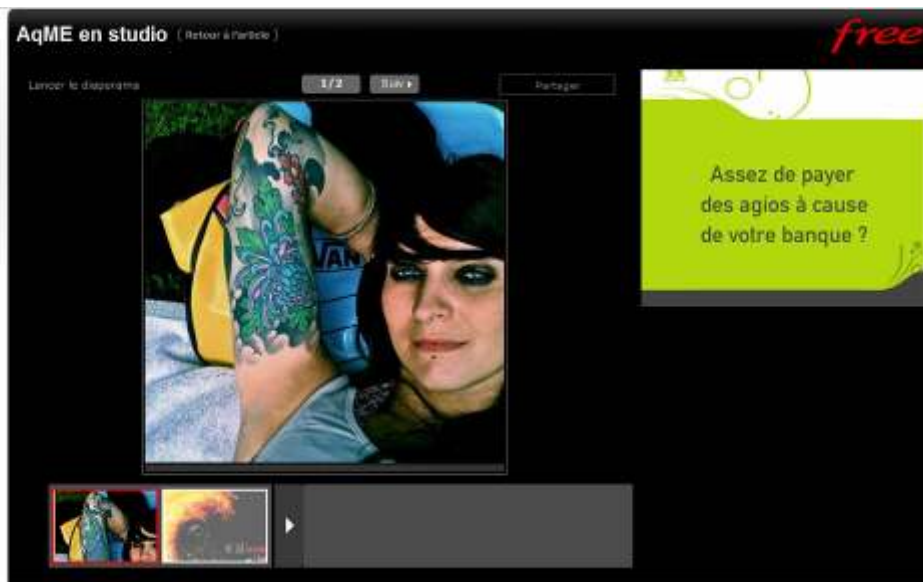 AqME en studio ( Retour à l'article )
free
Lancer le diaporama
1/2
Suiv
Partager
VAN
Assez de payer
des agios à cause
de votre banque ?